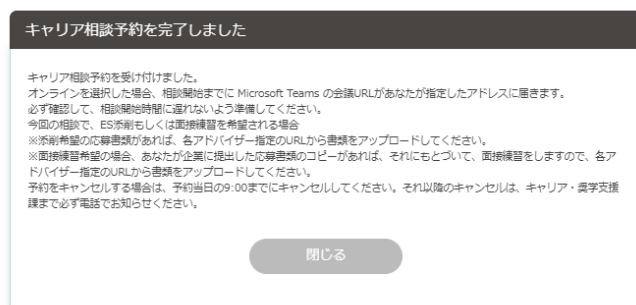 キャリア相談予約を完了しました
キャリア相談予約を受け付けました。
オンラインを選択した場合、相談開始までに Microsoft Teams の会議URLがあなたが指定したアドレスに届きます。
必ず確認して、相談開始時間に遅れないよう準備してください。
今回の相談で、ES添削もしくは面接練習を希望される場合
※添削希望の応募書類があれば、各アドバイザー指定のURLから書類をアップロードしてください。
※面接練習希望の場合、あなたが企業に提出した応募書類のコピーがあれば、それにもとづいて、面接練習をしますので、各ア
ドバイザー指定のURLから書類をアップロードしてください。
予約をキャンセルする場合は、予約当日の9:00までにキャンセルしてください。それ以降のキャンセルは、キャリア・奨学支援
課まで必ず電話でお知らせください。
閉じる